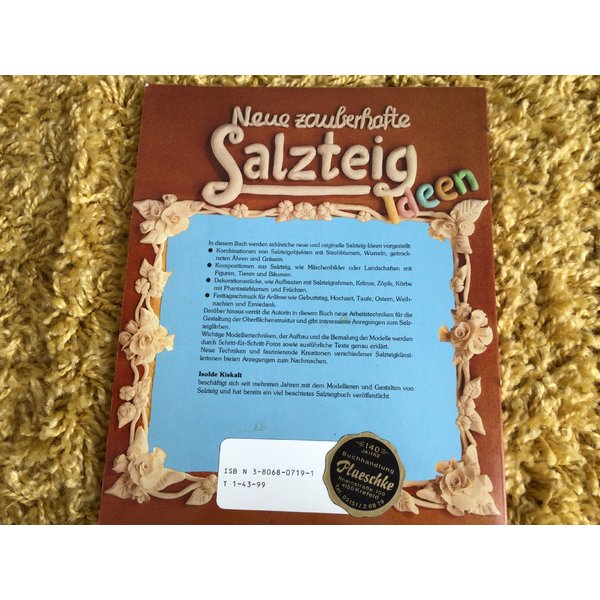 Neue zauberhafte
Salzteig
Ideen
In diesem Buch werden zahlreiche neue und originelle Salzteig-Ideen vorgestellt:
● Kombinationen von Salzteigobjekten mit Strohblumen, Wurzeln, getrock-
neten Ähren und Gräsern.
● Kompositionen aus Salzteig, wie Märchenbilder oder Landschaften mit
Figuren, Tieren und Bäumen.
● Dekorationsstücke, wie Aufbauten mit Salzteigrahmen, Kränze, Zöpfe, Körbe
mit Phantasieblumen und Früchten.
● Festtagsschmuck für Anlässe wie Geburtstag, Hochzeit, Taufe, Ostern, Weih-
nachten und Erntedank.
Darüber hinaus verrät die Autorin in diesem Buch neue Arbeitstechniken für die
Gestaltung der Oberflächenstruktur und gibt interessante Anregungen zum Salz-
teigfärben.
Wichtige Modelliertechniken, der Aufbau und die Bemalung der Modelle werden
durch Schritt-für-Schritt-Fotos sowie ausführliche Texte genau erklärt.
Neue Techniken und faszinierende Kreationen verschiedener Salzteigkünst-
lerinnen bieten Anregungen zum Nachmachen.
Isolde Kiskalt
beschäftigt sich seit mehreren Jahren mit dem Modellieren und Gestalten von
Salzteig und hat bereits ein viel beachtetes Salzteigbuch veröffentlicht.
ISB N 3-8068-0719-1
T 1-43-99
140
JAHRE
Buchhandlung
Plaeschke
Rheinstraße 100
4150 Krefeld